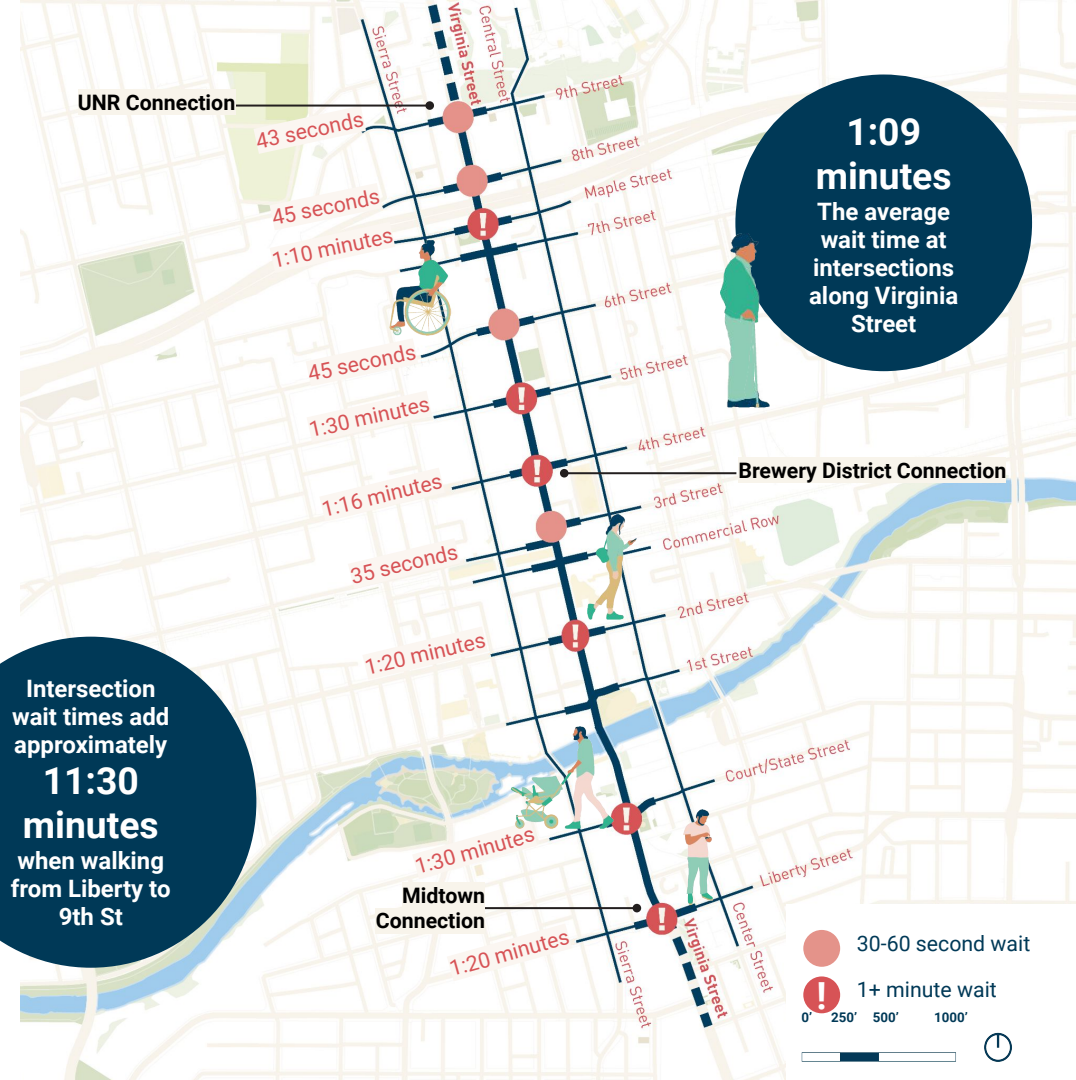 Sierra Street
Virginia Street
Central Street
9th Street
UNR Connection
43 seconds
8th Street
45 seconds
Maple Street
1:10 minutes
7th Street
6th Street
45 seconds
5th Street
1:30 minutes
4th Street
Brewery District Connection
1:16 minutes
3rd Street
Commercial Row
35 seconds
2nd Street
1:20 minutes
1st Street
Court/State Street
1:30 minutes
Liberty Street
Midtown
Connection
1:20 minutes
Sierra Street
Virginia Street
Center Street
1:09
minutes
The average
wait time at
intersections
along Virginia
Street
Intersection
wait times add
approximately
11:30
minutes
when walking
from Liberty to
9th St
30-60 second wait
! 1+ minute wait
0' 250' 500' 1000'